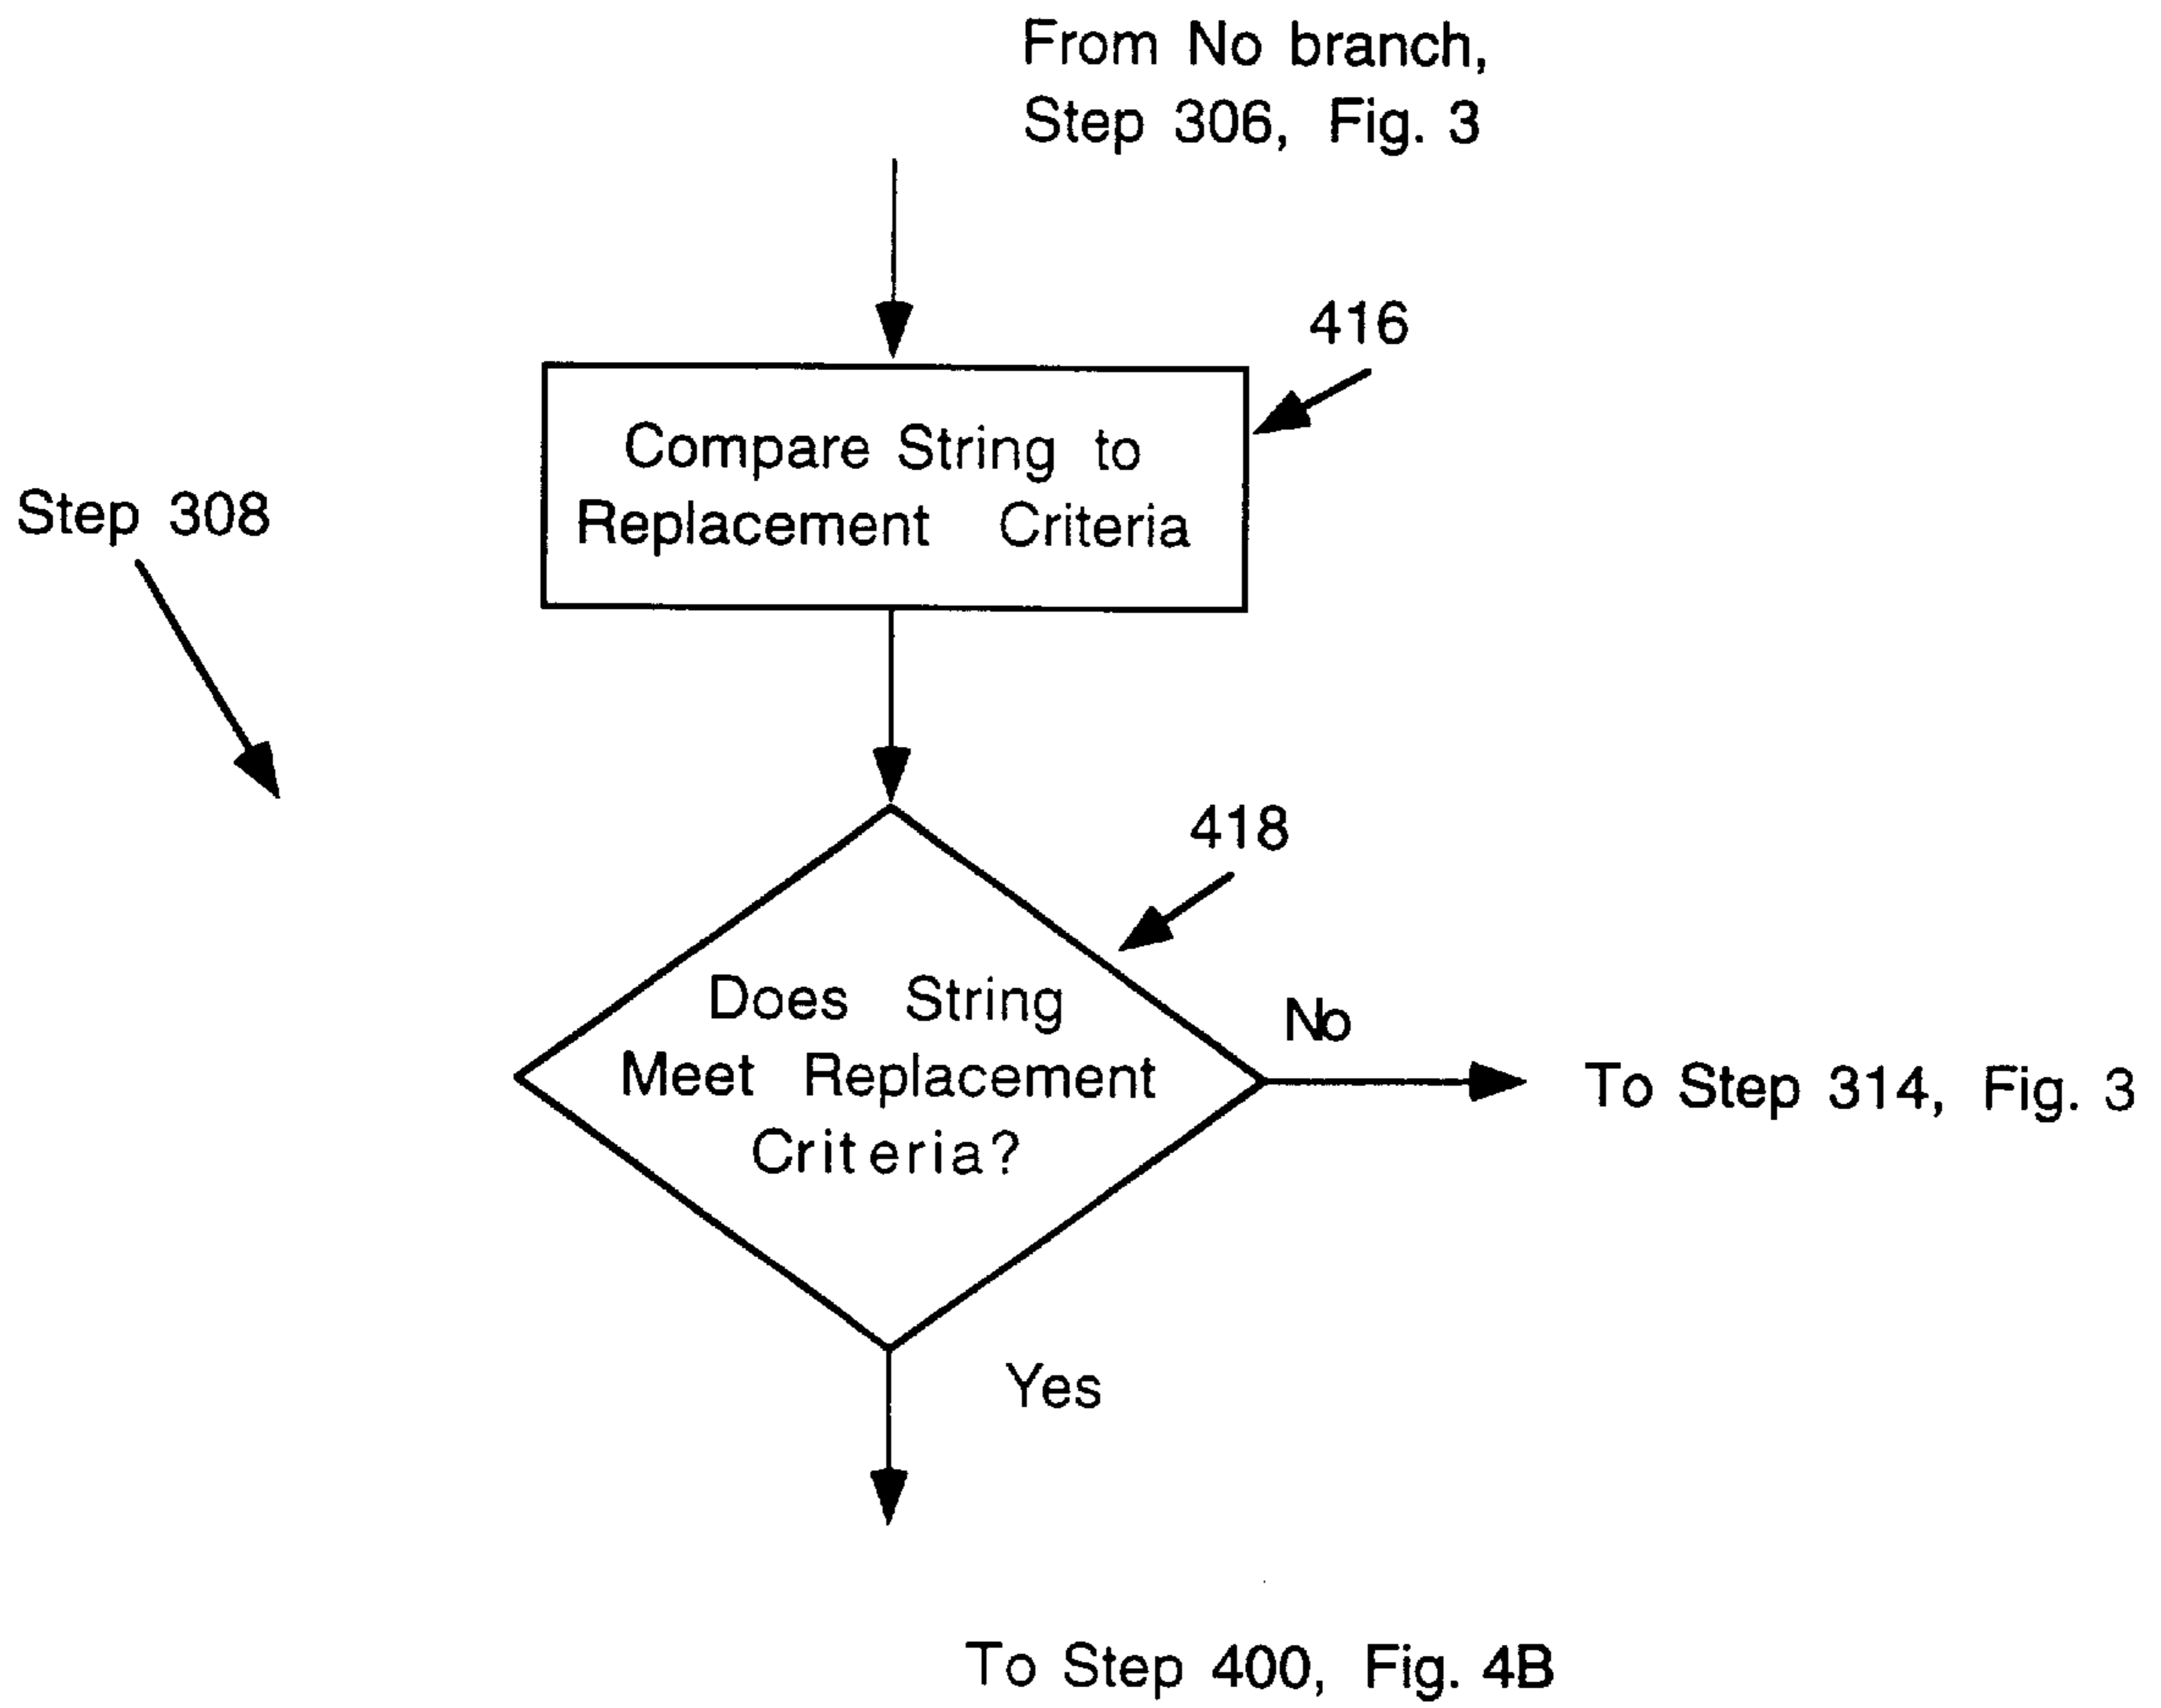 From No branch,
Step 306, Fig. 3
416
Compare String to
Replacement Criteria
Step 308
418
Does String
Meet Replacement
Criteria?
No
To Step 314, Fig. 3
Yes
To Step 400, Fig. 4B